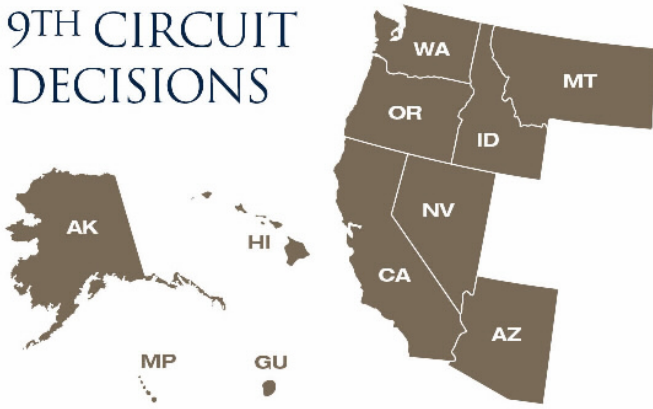 9TH CIRCUIT
DECISIONS
WA
MT
OR
ID
AK
HI
NV
CA
AZ
MP
GU